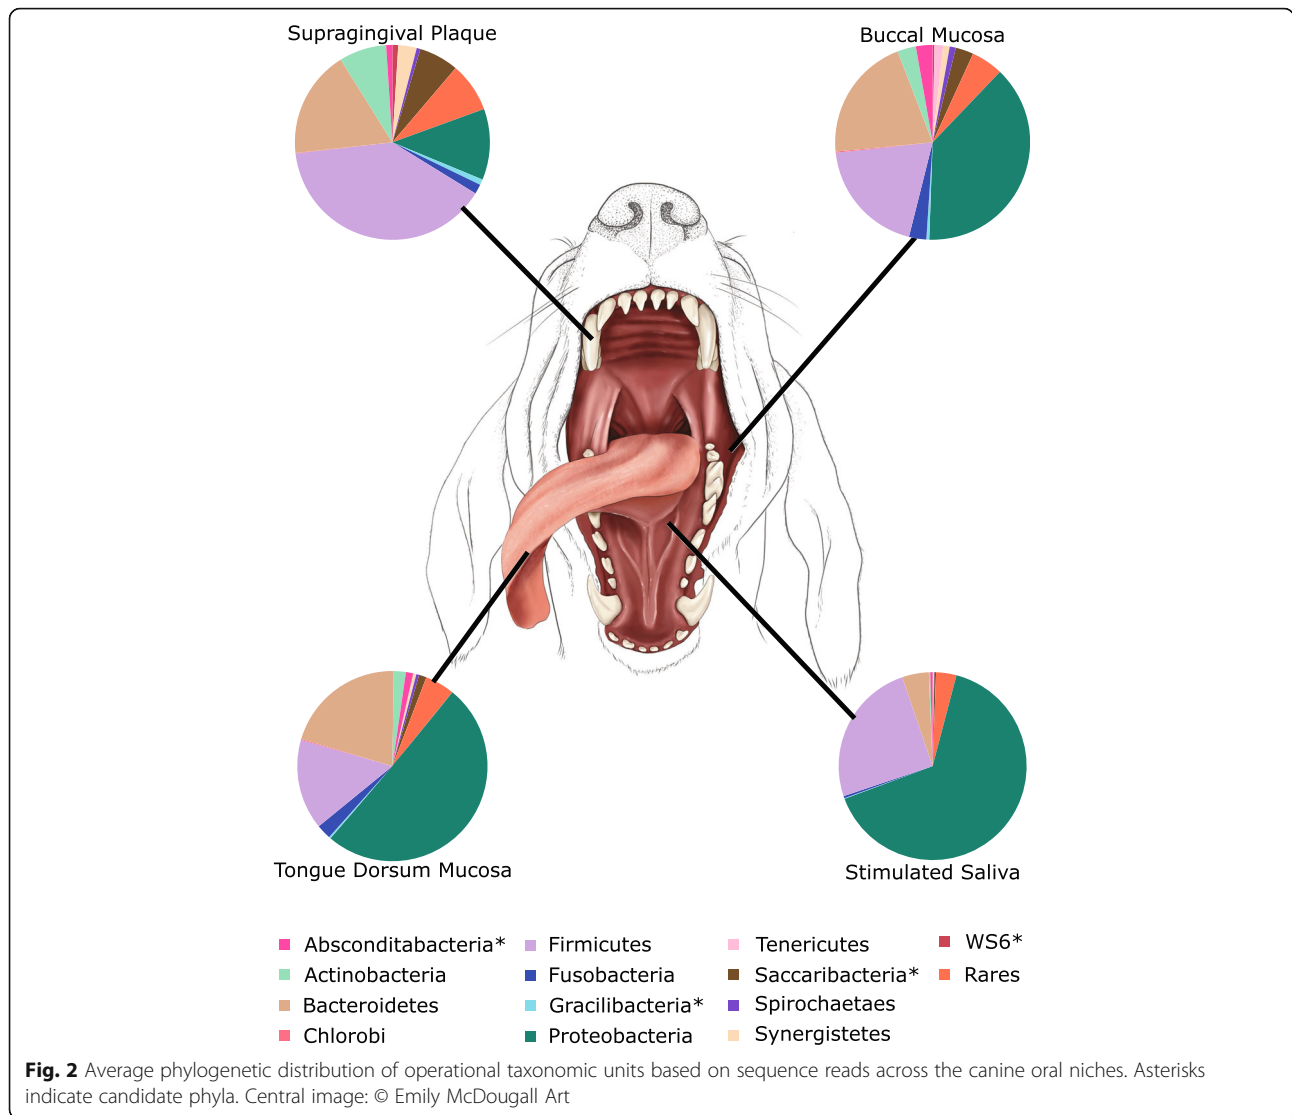 Supragingival Plaque
Buccal Mucosa
Tongue Dorsum Mucosa
Stimulated Saliva
Absconditabacteria*
Actinobacteria
Bacteroidetes
Chlorobi
Firmicutes
Fusobacteria
Gracilibacteria*
Proteobacteria
Tenericutes
Saccaribacteria*
Spirochaetaes
Synergistetes
WS6*
Rares
Fig. 2 Average phylogenetic distribution of operational taxonomic units based on sequence reads across the canine oral niches. Asterisks
indicate candidate phyla. Central image: © Emily McDougall Art